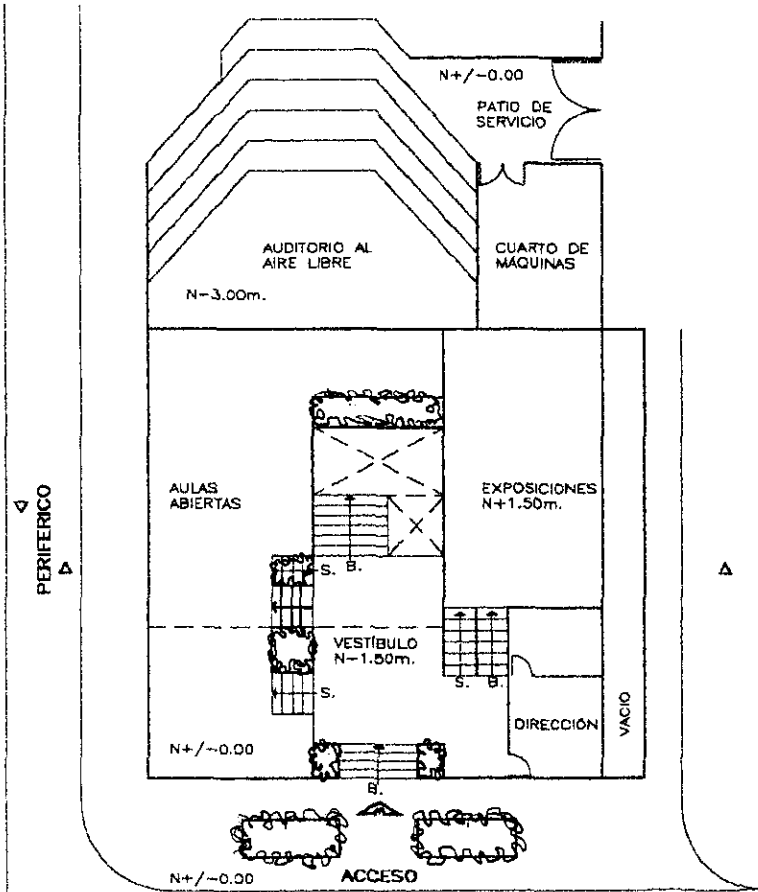 N+/-0.00
PATIO DE
SERVICIO
AUDITORIO AL
AIRE LIBRE
CUARTO DE
MÁQUINAS
N-3.00m.
AULAS
ABIERTAS
EXPOSICIONES
N+1.50m.
PERIFERICO
S.
B.
VESTÍBULO
N-1.50m.
S.
S.
B.
DIRECCIÓN
VACIO
N+/-0.00
B.
N+/-0.00
ACCESO